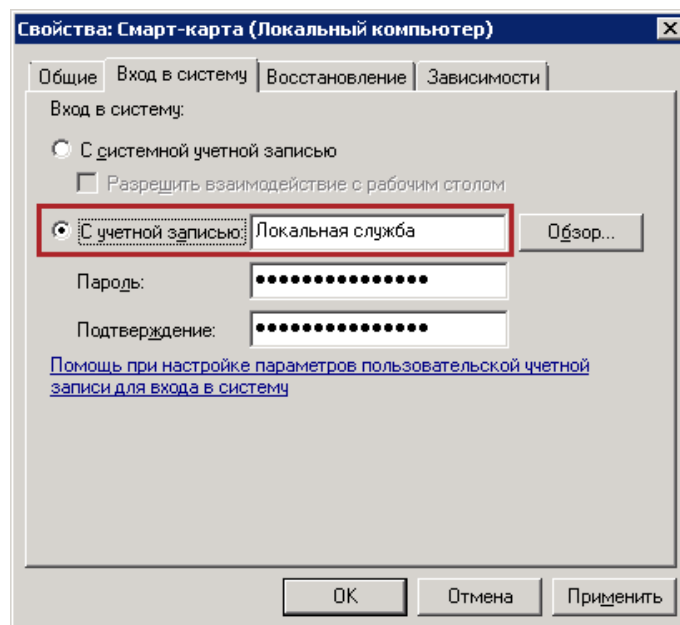 Свойства: Смарт-карта (Локальный компьютер)
Общие Вход в систему Восстановление Зависимости
Вход в систему:
С системной учетной записью
Разрешить взаимодействие с рабочим столом
С учетной записью: Локальная служба Обзор...
Пароль: ●●●●●●●●●●●●●●●
Подтверждение: ●●●●●●●●●●●●●●●
Помощь при настройке параметров пользовательской учетной
записи для входа в систему
OK Отмена Применить